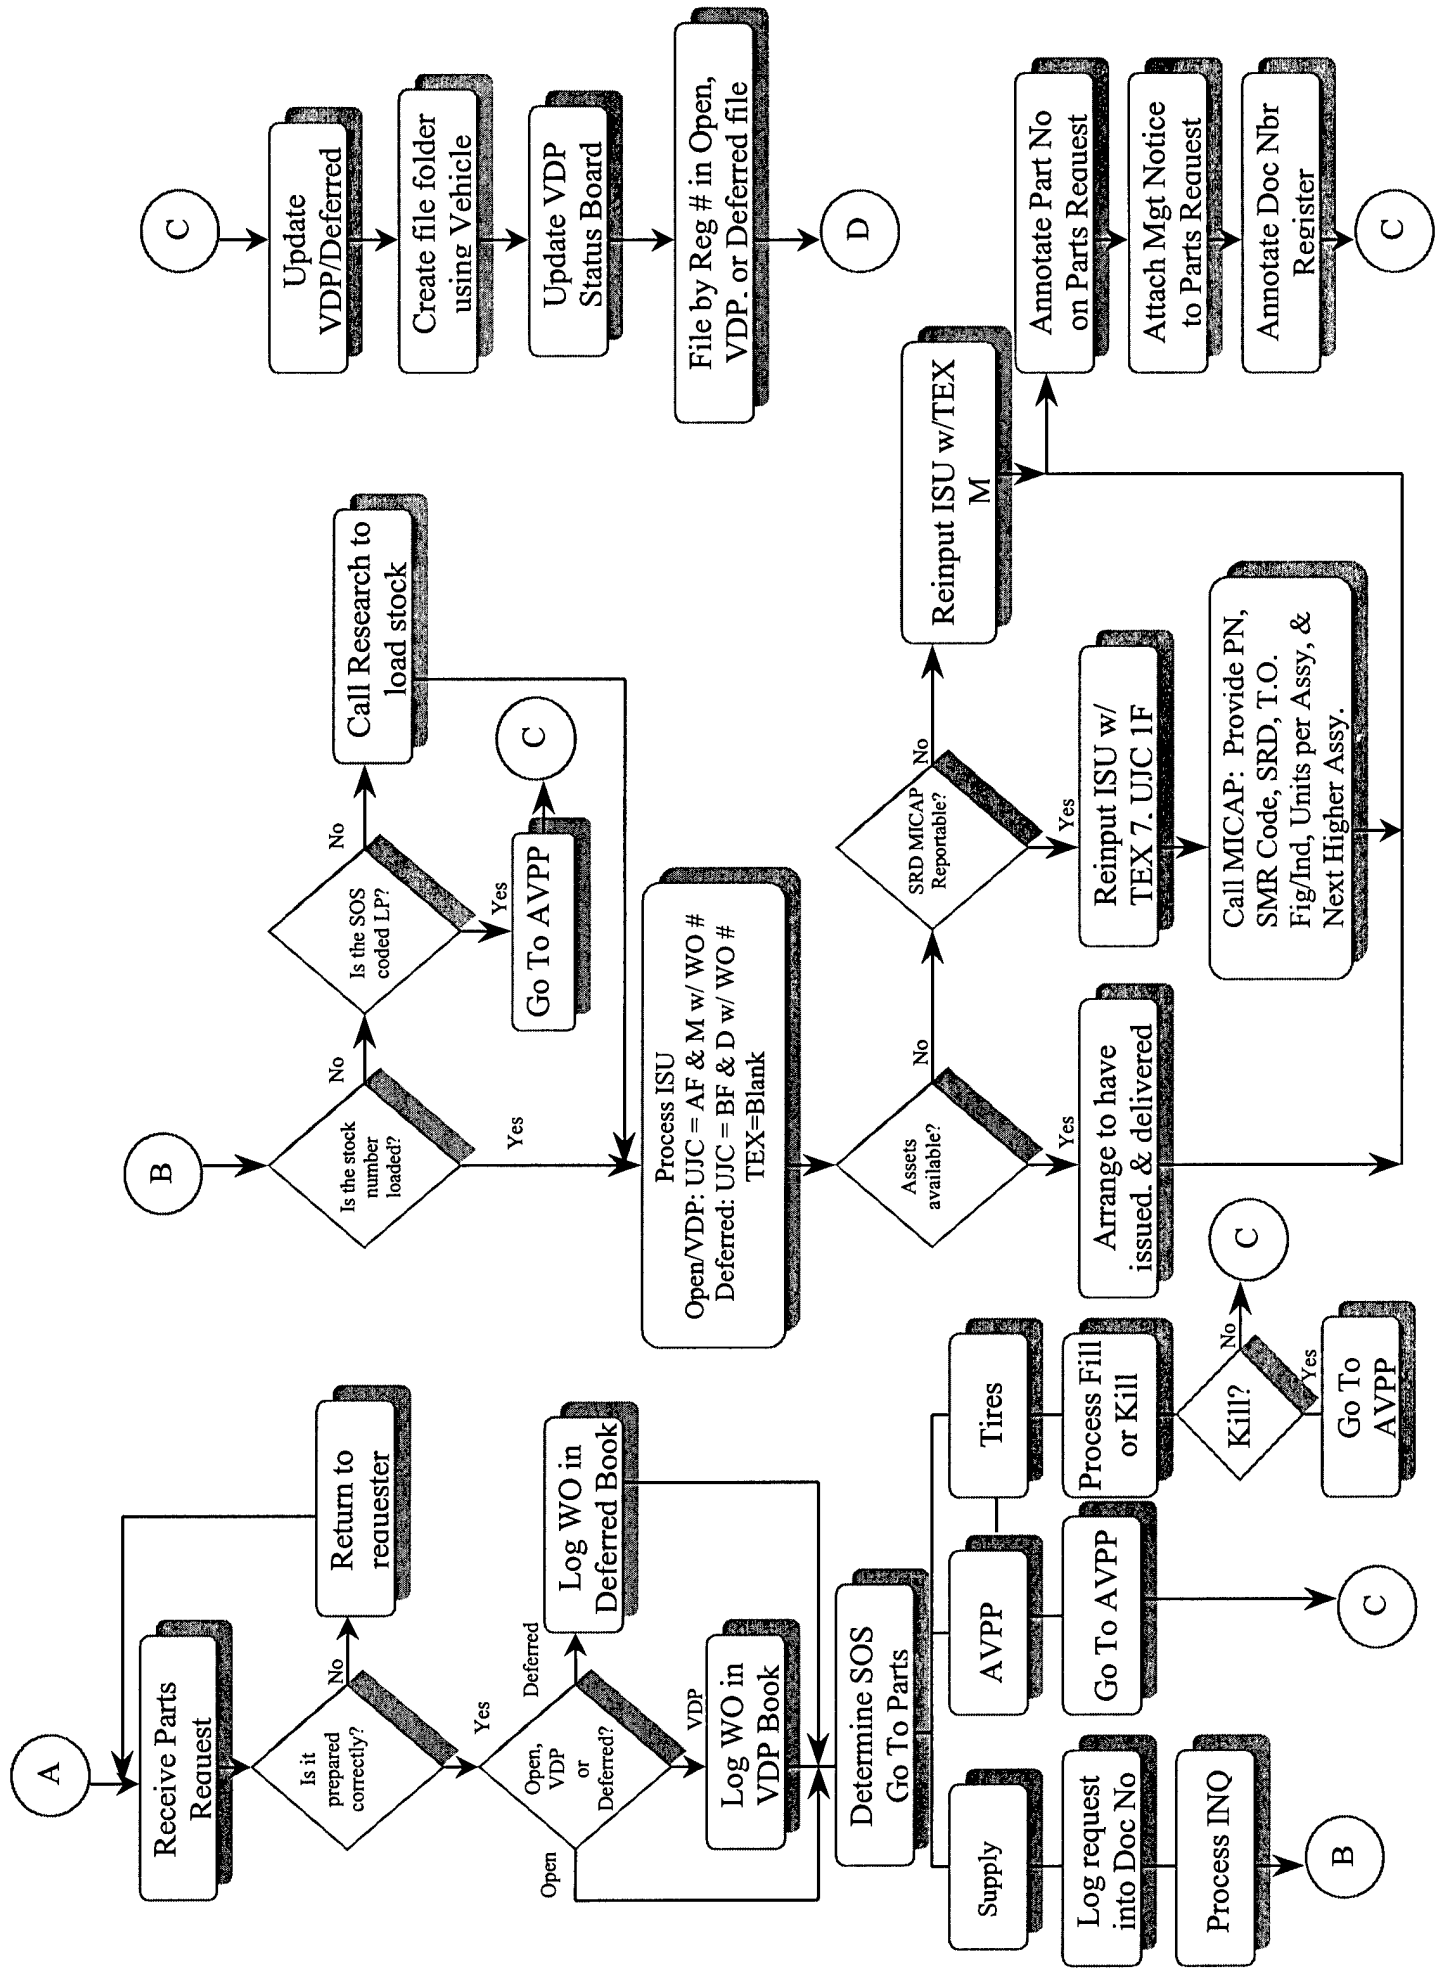 A
Receive Parts
Request
Is it
prepared
correctly?
No
Return to
requester
Yes
Open,
VDP
or
Deferred?
Open
Deferred
Log WO in
Deferred Book
VDP
Log WO in
VDP Book
Determine SOS
Go To Parts
Supply
Log request
into Doc No
Process INQ
B
AVPP
Go To AVPP
C
Tires
Process Fill
or Kill
Kill?
No
C
Yes
Go To
AVPP
B
Is the stock
number
loaded?
No
Is the SOS
coded LP?
No
Call Research to
load stock
Yes
Go To AVPP
C
Yes
Process ISU
Open/VDP: UJC = AF & M w/ WO #
Deferred: UJC = BF & D w/ WO #
TEX=Blank
Assets
available?
No
Yes
Arrange to have
issued. & delivered
SRD MICAP
Reportable?
No
Reinput ISU w/TEX
M
Yes
Reinput ISU w/
TEX 7. UJC 1F
Call MICAP: Provide PN,
SMR Code, SRD, T.O.
Fig/Ind, Units per Assy, &
Next Higher Assy.
C
Update
VDP/Deferred
Create file folder
using Vehicle
Update VDP
Status Board
File by Reg # in Open,
VDP. or Deferred file
D
Annotate Part No
on Parts Request
Attach Mgt Notice
to Parts Request
Annotate Doc Nbr
Register
C